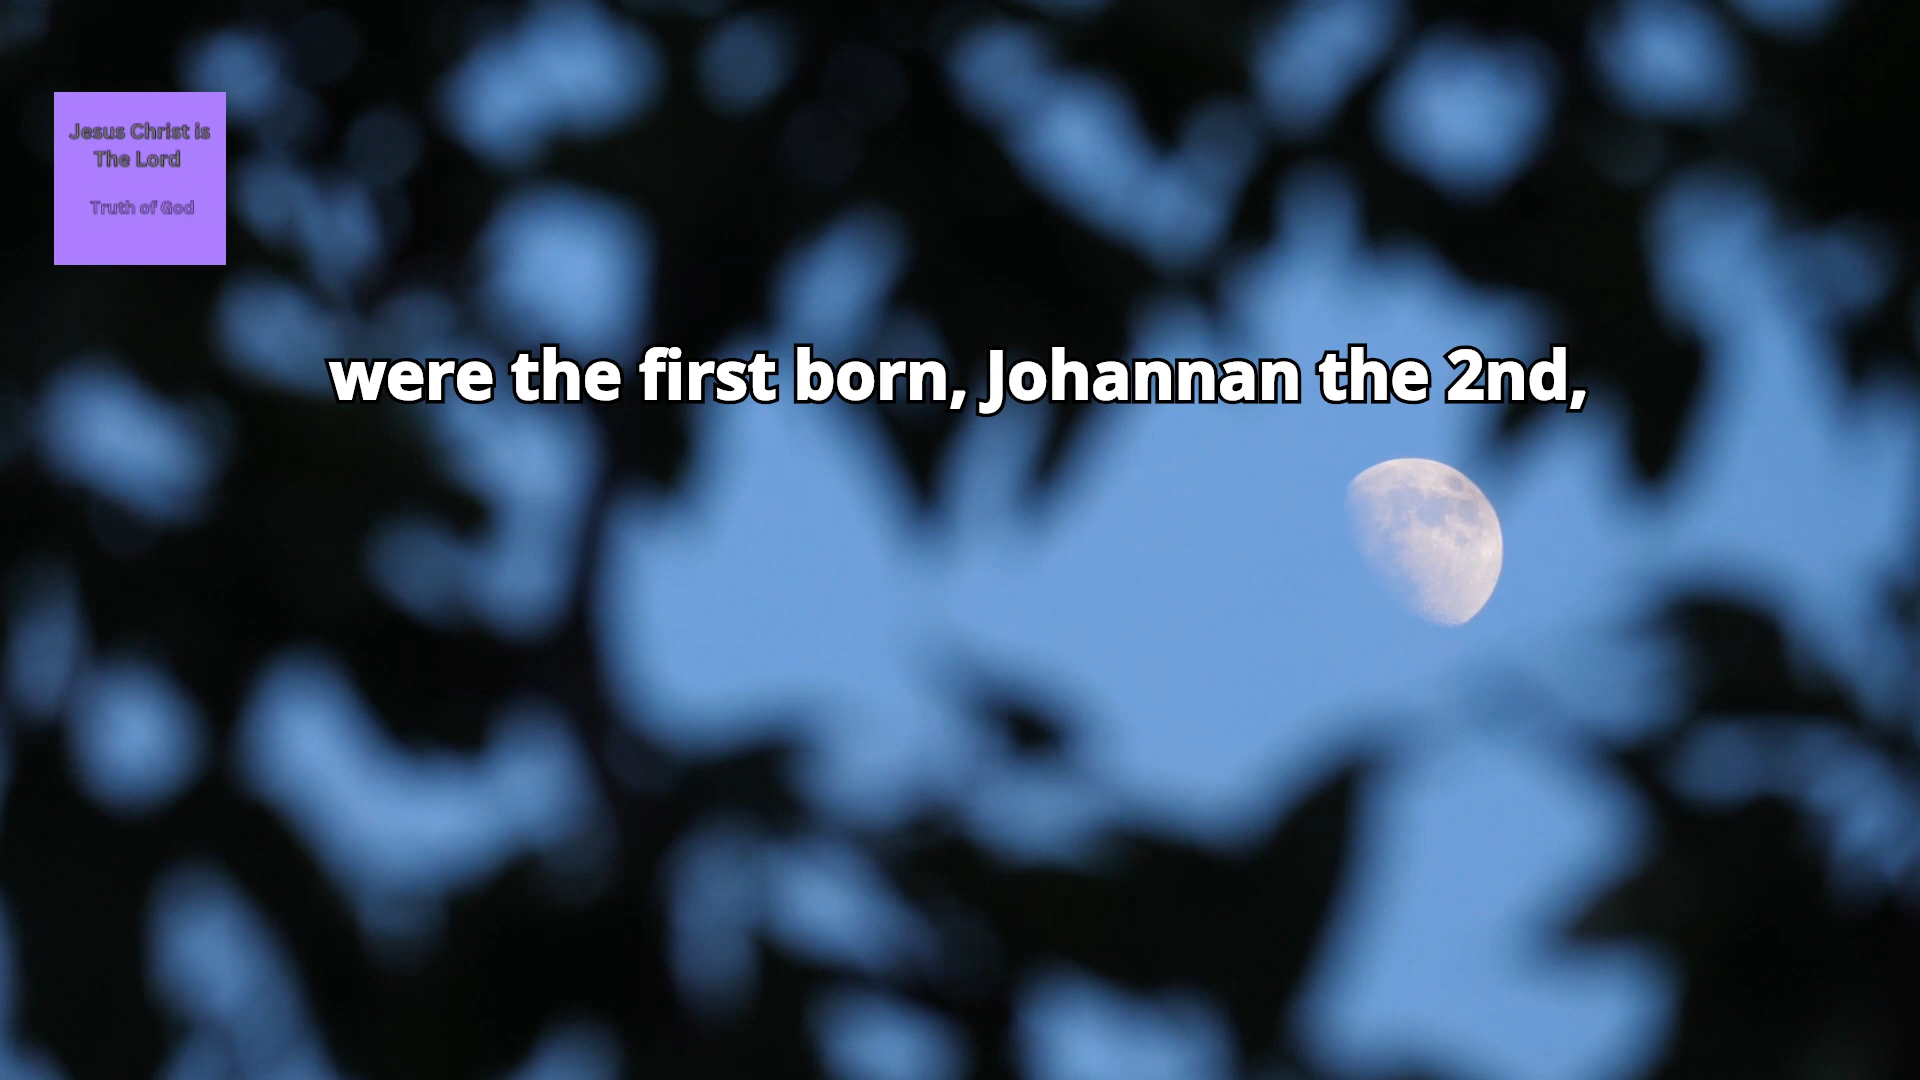 Jesus Christ is
The Lord
Truth of God
were the first born, Johannan the 2nd,